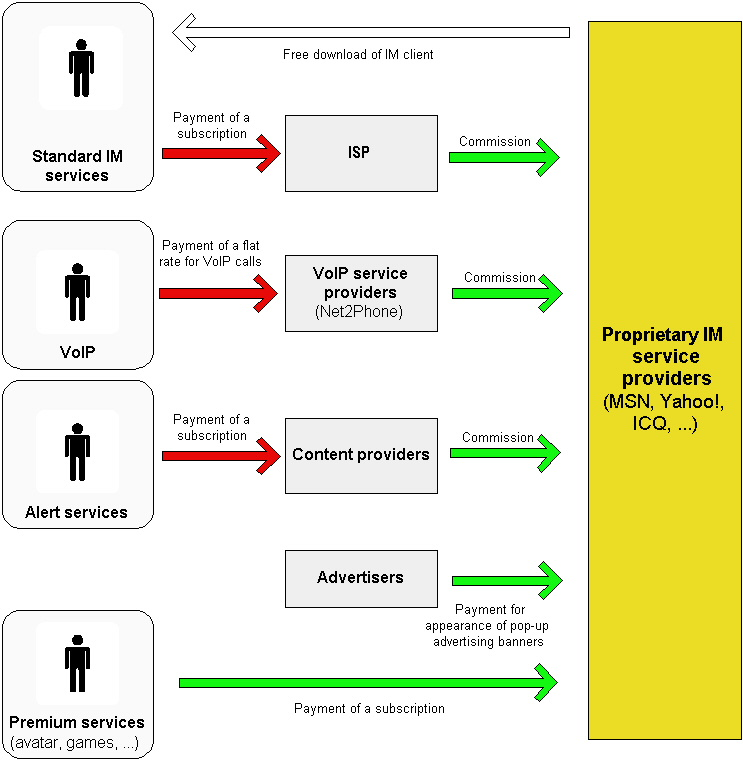 Free download of IM client
Payment of a
subscription
Standard IM
services
ISP
Commission
Payment of a flat
rate for VoIP calls
VoIP
VoIP service
providers
(Net2Phone)
Commission
Proprietary IM
service
providers
(MSN, Yahoo!,
ICQ, ...)
Payment of a
subscription
Alert services
Content providers
Commission
Advertisers
Payment for
appearance of pop-up
advertising banners
Premium services
(avatar, games, ...)
Payment of a subscription